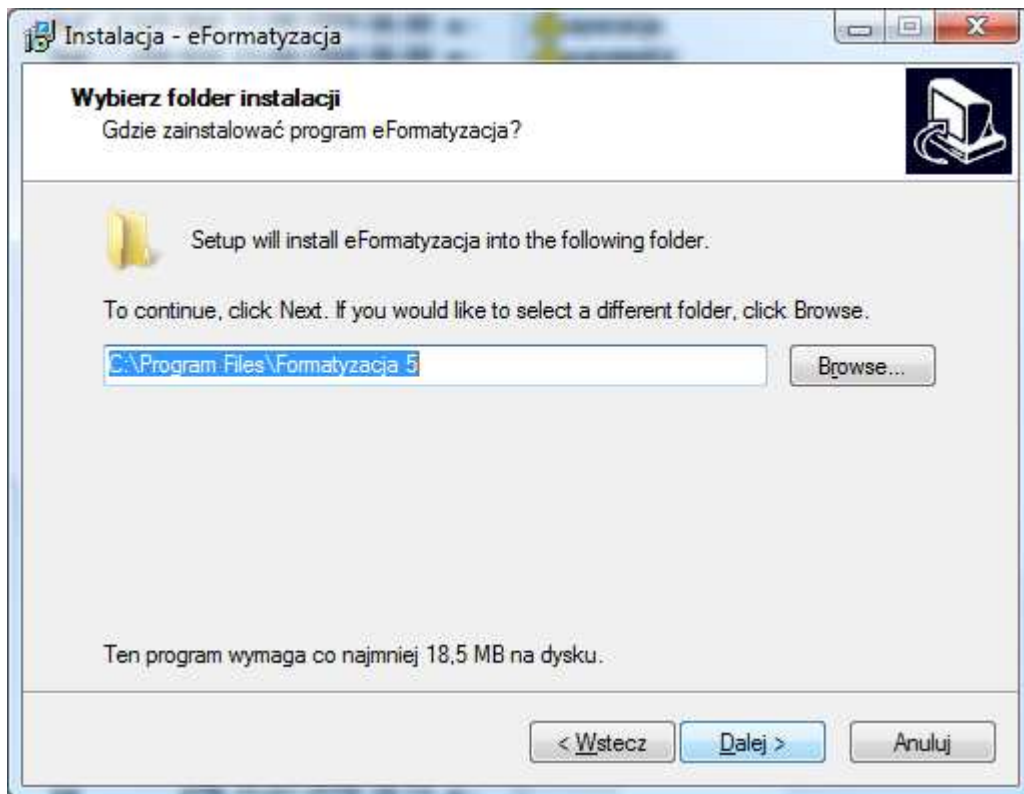 Instalacja - eFormatyzacja
Wybierz folder instalacji
Gdzie zainstalować program eFormatyzacja?
Setup will install eFormatyzacja into the following folder.
To continue, click Next. If you would like to select a different folder, click Browse.
C:\Program Files\Formatyzacja 5
Browse...
Ten program wymaga co najmniej 18,5 MB na dysku.
< Wstecz
Dalej >
Anuluj